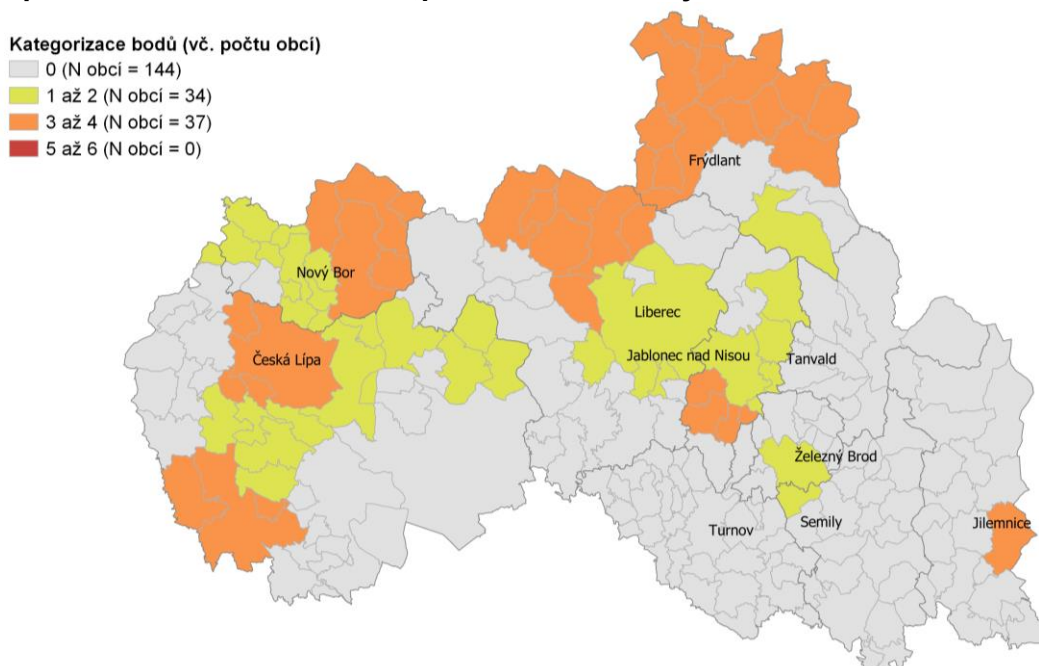 Kategorizace bodů (vč. počtu obcí)
0 (N obcí = 144)
1 až 2 (N obcí = 34)
3 až 4 (N obcí = 37)
5 až 6 (N obcí = 0)
Frýdlant
Nový Bor
Liberec
Česká Lípa
Jablonec nad Nisou
Tanvald
Železný Brod
Turnov
Semily
Jilemnice